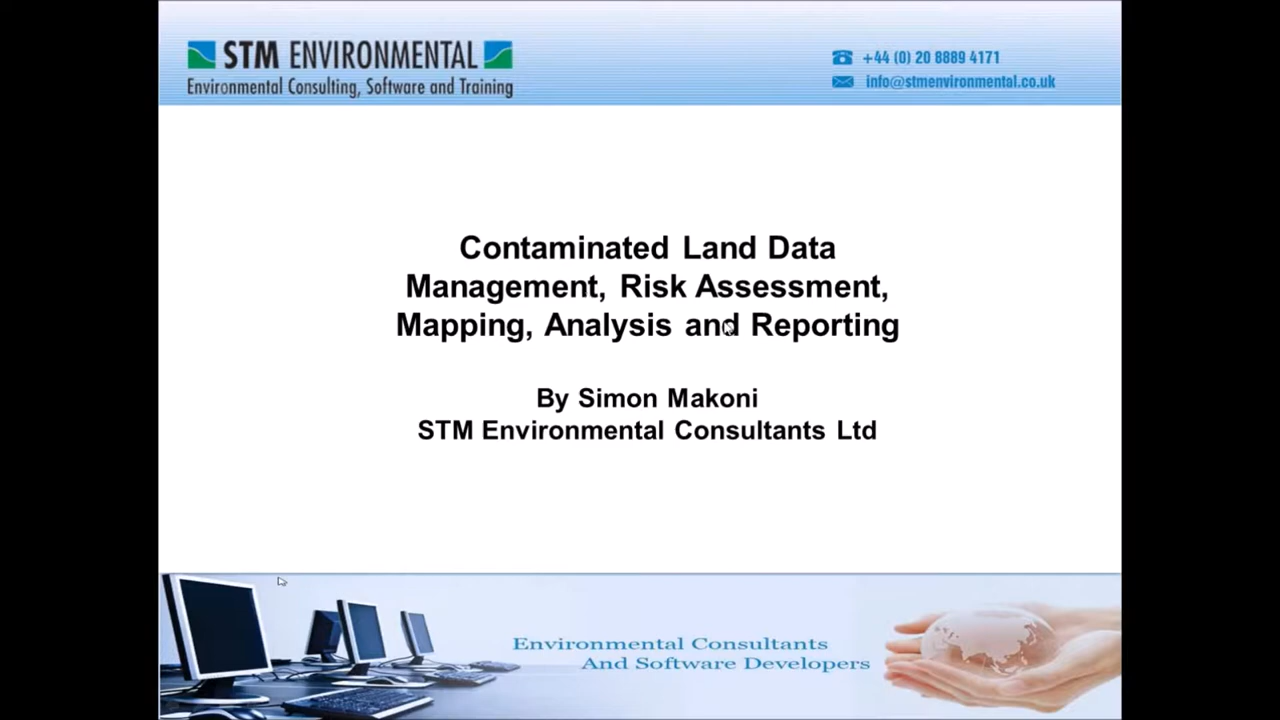 STM ENVIRONMENTAL
Environmental Consulting, Software and Training
+44 (0) 20 8889 4171
info@stmenvironmental.co.uk
Contaminated Land Data
Management, Risk Assessment,
Mapping, Analysis and Reporting
By Simon Makoni
STM Environmental Consultants Ltd
Environmental Consultants
And Software Developers